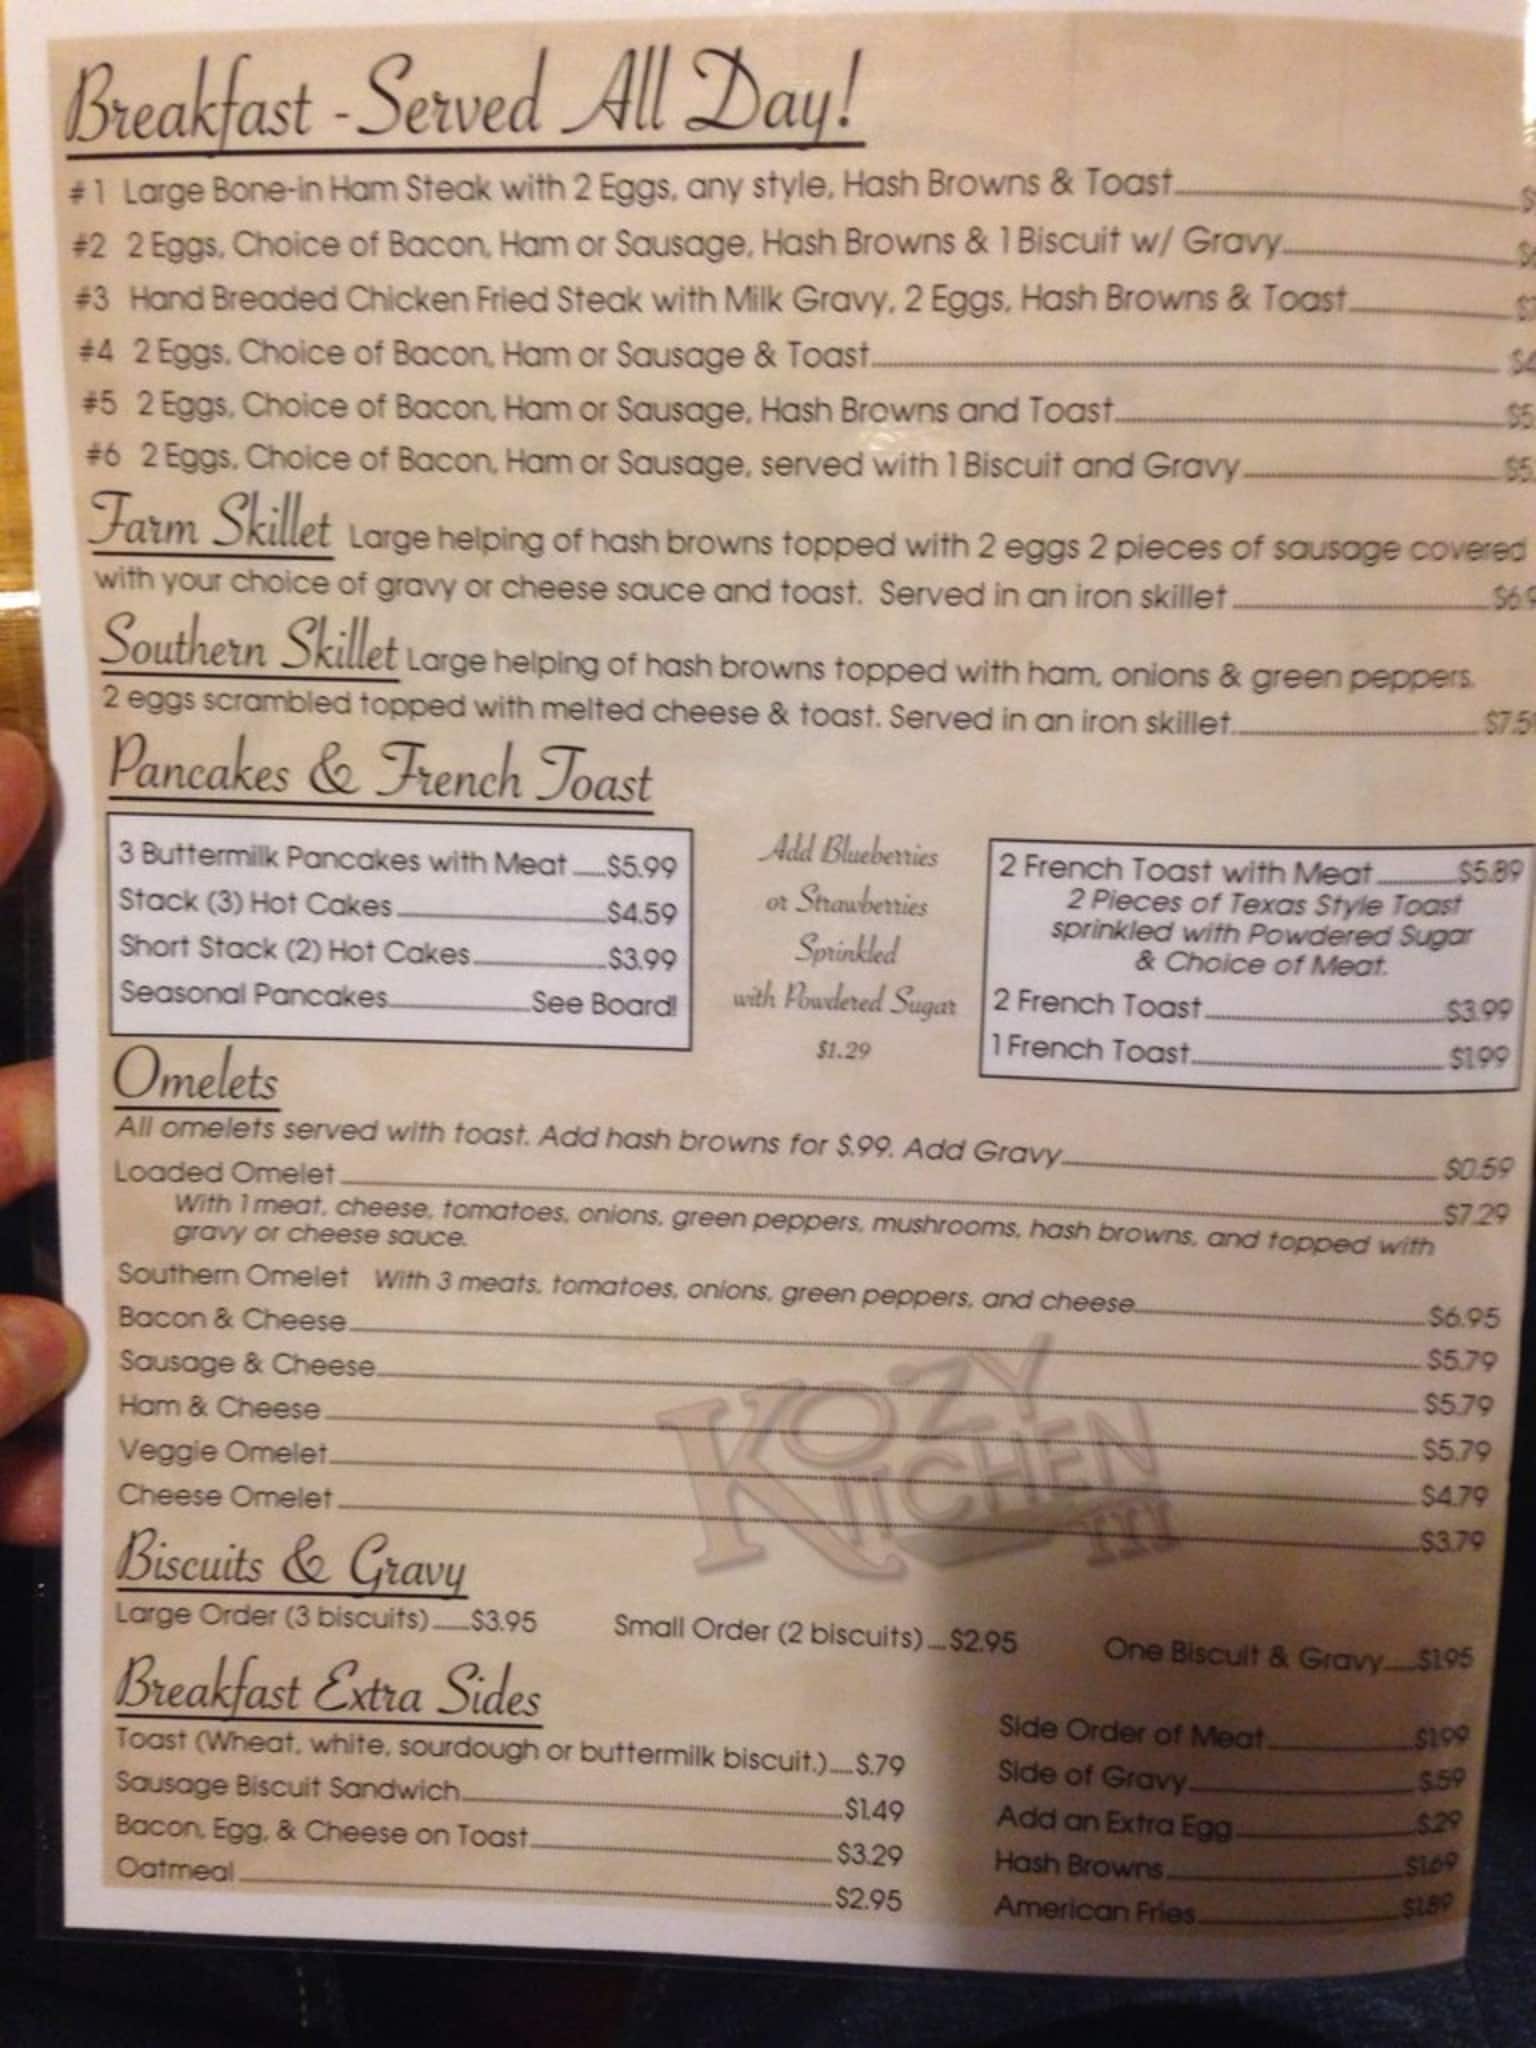 Breakfast - Served All Day!
#1 Large Bone-in Ham Steak with 2 Eggs, any style, Hash Browns & Toast
#2 2 Eggs, Choice of Bacon, Ham or Sausage, Hash Browns & 1 Biscuit w/ Gravy
#3 Hand Breaded Chicken Fried Steak with Milk Gravy, 2 Eggs, Hash Browns & Toast
#4 2 Eggs, Choice of Bacon, Ham or Sausage & Toast
#5 2 Eggs, Choice of Bacon, Ham or Sausage, Hash Browns and Toast
#6 2 Eggs, Choice of Bacon, Ham or Sausage, served with 1 Biscuit and Gravy
Farm Skillet Large helping of hash browns topped with 2 eggs 2 pieces of sausage covered
with your choice of gravy or cheese sauce and toast. Served in an iron skillet
Southern Skillet Large helping of hash browns topped with ham, onions & green peppers.
2 eggs scrambled topped with melted cheese & toast. Served in an iron skillet.
Pancakes & French Toast
3 Buttermilk Pancakes with Meat $5.99
Stack (3) Hot Cakes $4.59
Short Stack (2) Hot Cakes $3.99
Seasonal Pancakes See Board!
Add Blueberries
or Strawberries
Sprinkled
with Powdered Sugar
$1.29
2 French Toast with Meat $5.89
2 Pieces of Texas Style Toast
sprinkled with Powdered Sugar
& Choice of Meat.
2 French Toast $3.99
1 French Toast $1.99
Omelets
All omelets served with toast. Add hash browns for $.99. Add Gravy $0.59
Loaded Omelet $7.29
With 1 meat, cheese, tomatoes, onions, green peppers, mushrooms, hash browns, and topped with
gravy or cheese sauce.
Southern Omelet With 3 meats, tomatoes, onions, green peppers, and cheese $6.95
Bacon & Cheese $5.79
Sausage & Cheese $5.79
Ham & Cheese $5.79
Veggie Omelet $4.79
Cheese Omelet $3.79
Kozy
Kitchen
III
Biscuits & Gravy
Large Order (3 biscuits) $3.95 Small Order (2 biscuits) $2.95 One Biscuit & Gravy $1.95
Breakfast Extra Sides
Toast (Wheat, white, sourdough or buttermilk biscuit.) $.79
Sausage Biscuit Sandwich $1.49
Bacon, Egg, & Cheese on Toast $3.29
Oatmeal $2.95
Side Order of Meat $1.99
Side of Gravy $.59
Add an Extra Egg $.29
Hash Browns $1.69
American Fries $1.89